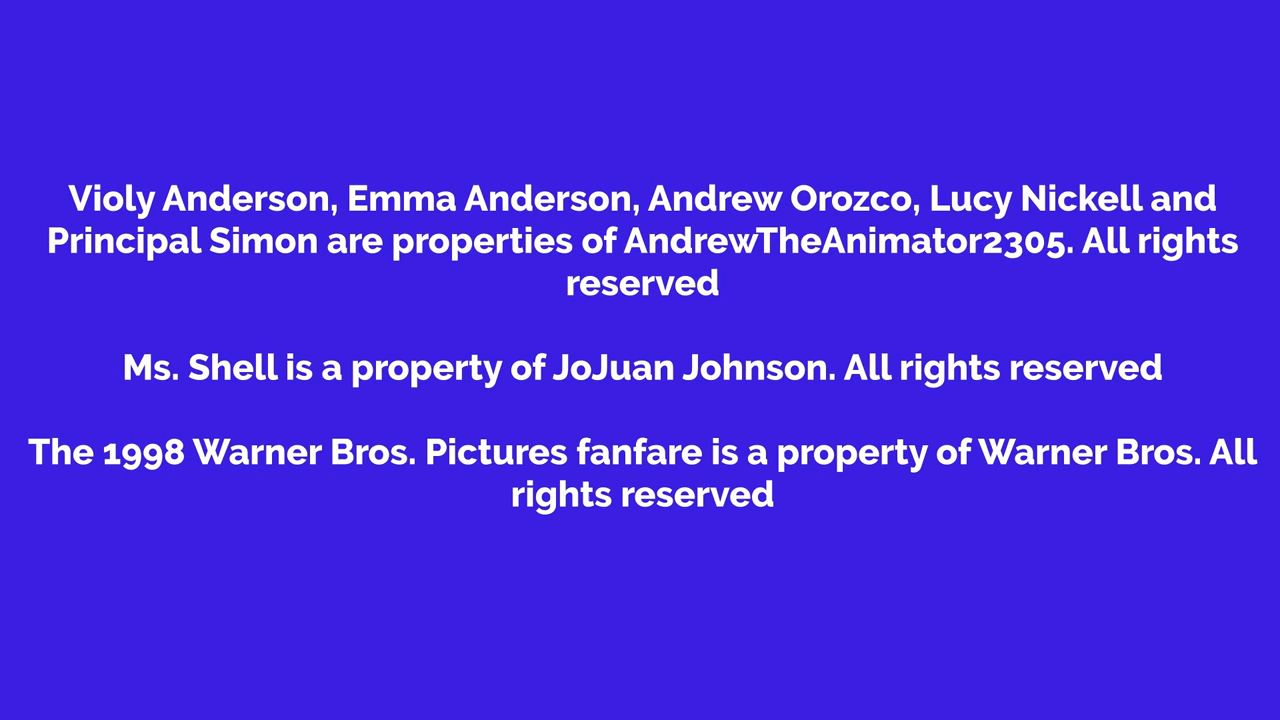 Violy Anderson, Emma Anderson, Andrew Orozco, Lucy Nickell and
Principal Simon are properties of AndrewTheAnimator2305. All rights
reserved
Ms. Shell is a property of JoJuan Johnson. All rights reserved
The 1998 Warner Bros. Pictures fanfare is a property of Warner Bros. All
rights reserved